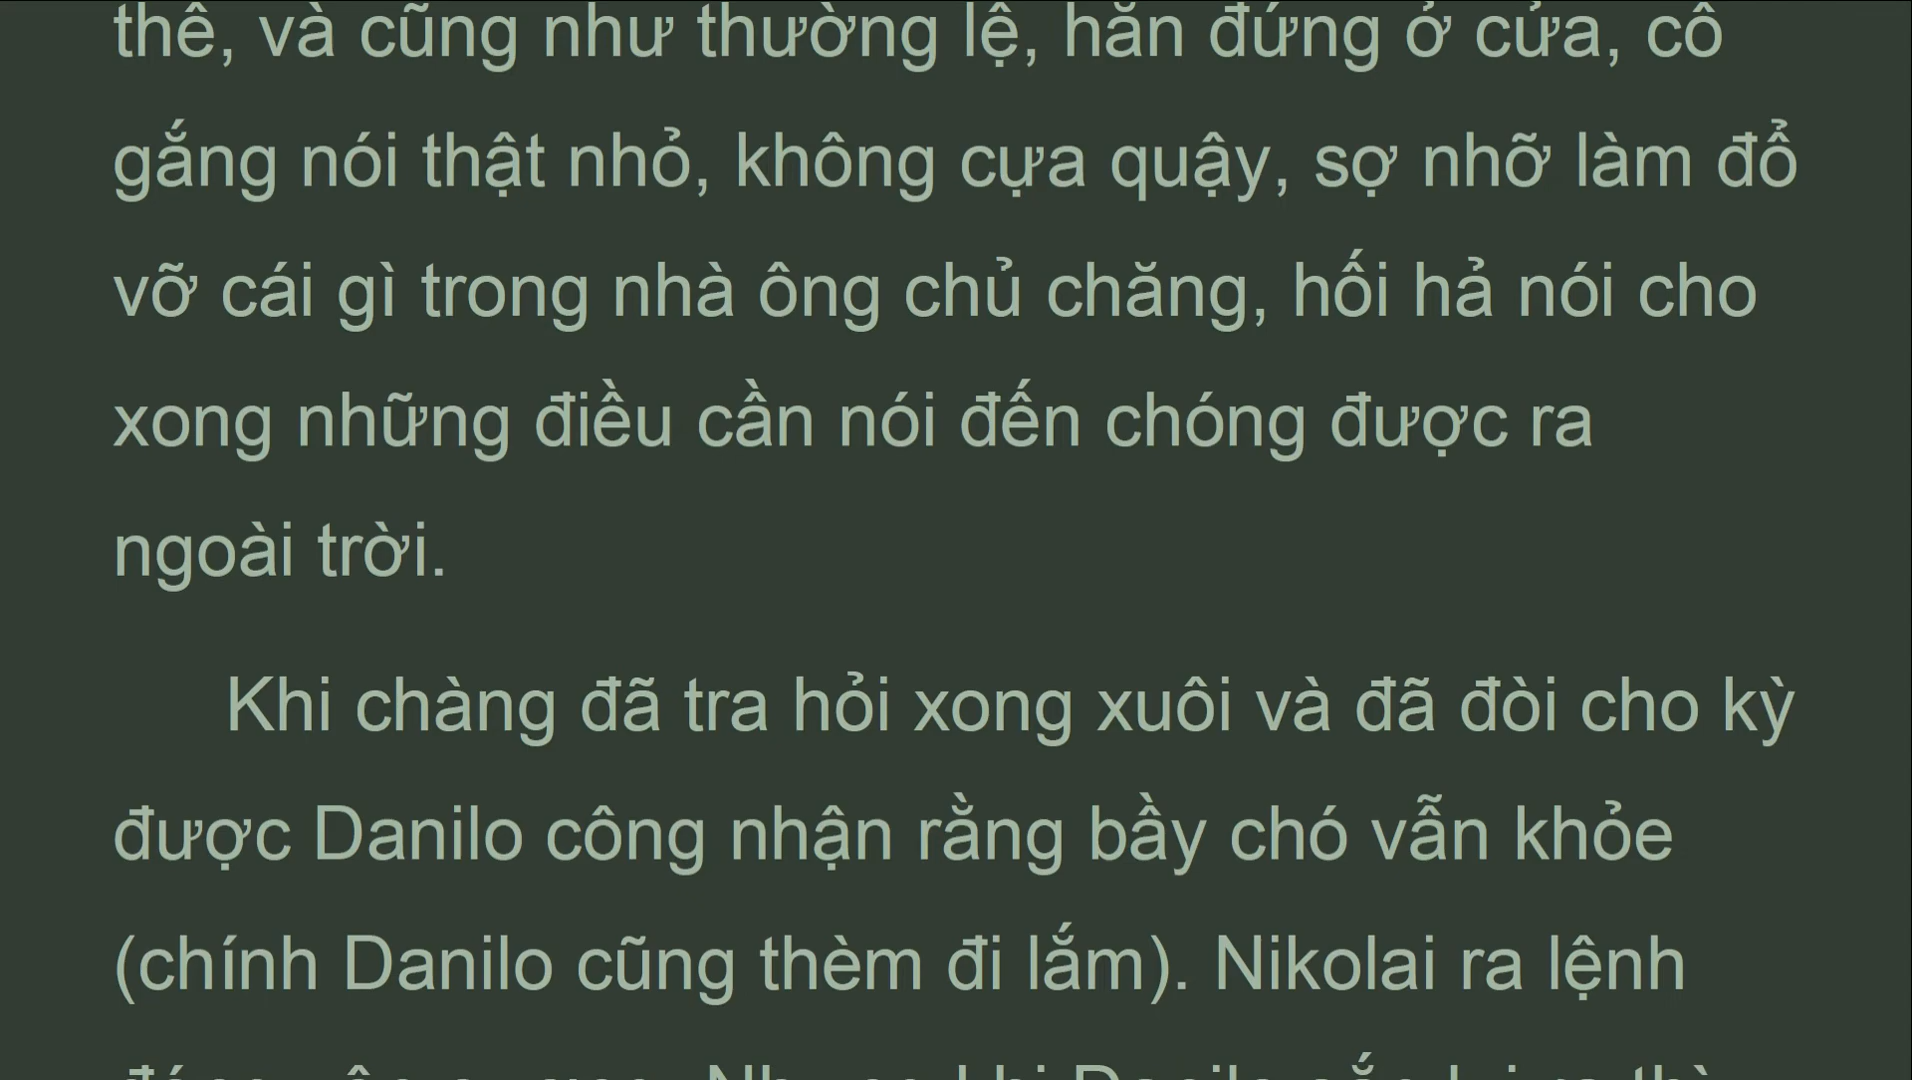 thế, và cũng như thường lệ, hắn đứng ở cửa, cố
gắng nói thật nhỏ, không cựa quậy, sợ nhỡ làm đổ
vỡ cái gì trong nhà ông chủ chăng, hối hả nói cho
xong những điều cần nói đến chóng được ra
ngoài trời.
Khi chàng đã tra hỏi xong xuôi và đã đòi cho kỳ
được Danilo công nhận rằng bầy chó vẫn khỏe
(chính Danilo cũng thèm đi lắm). Nikolai ra lệnh